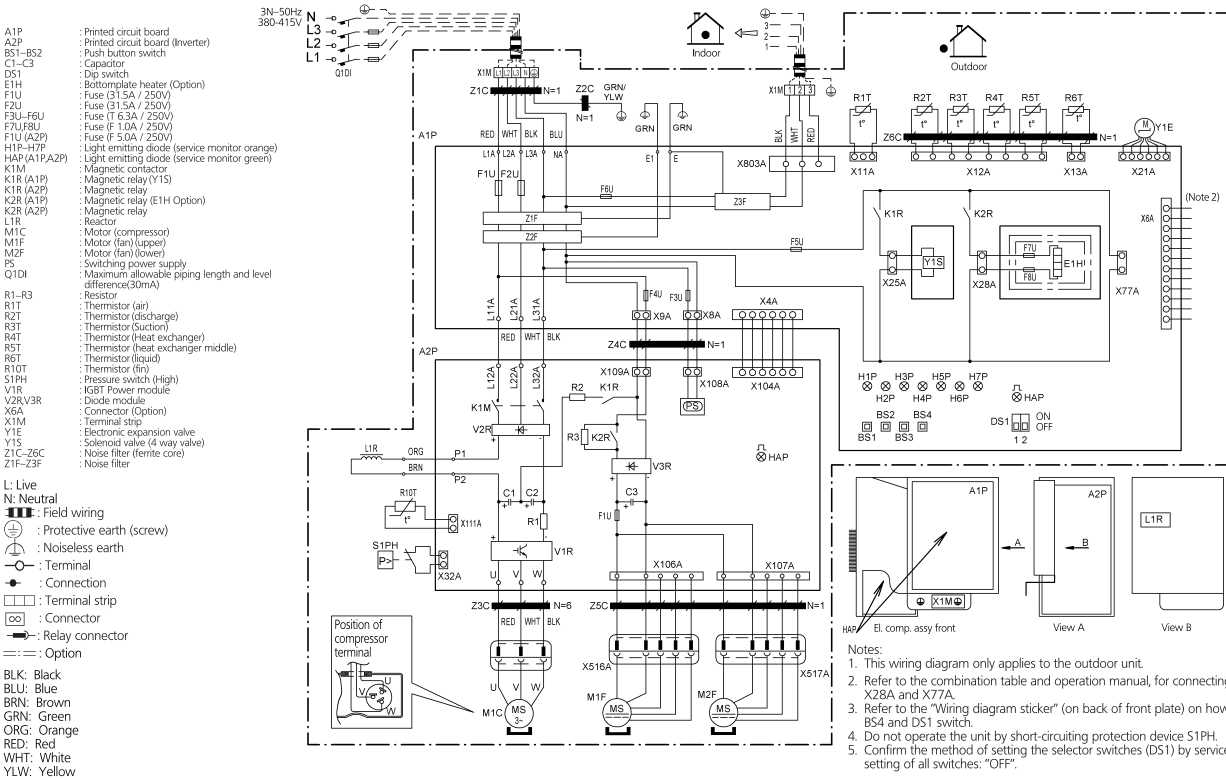 A1P : Printed circuit board
A2P : Printed circuit board (Inverter)
BS1~BS2 : Push button switch
C1~C3 : Capacitor
DS1 : Dip switch
E1H : Bottomplate heater (Option)
F1U : Fuse (31.5A / 250V)
F2U : Fuse (31.5A / 250V)
F3U~F6U : Fuse (T 6.3A / 250V)
F7U,F8U : Fuse (F 1.0A / 250V)
F1U (A2P) : Fuse (F 5.0A / 250V)
H1P~H7P : Light emitting diode (service monitor orange)
HAP (A1P,A2P) : Light emitting diode (service monitor green)
K1M : Magnetic contactor
K1R (A1P) : Magnetic relay (Y1S)
K1R (A2P) : Magnetic relay
K2R (A1P) : Magnetic relay (E1H Option)
K2R (A2P) : Magnetic relay
L1R : Reactor
M1C : Motor (compressor)
M1F : Motor (fan) (upper)
M2F : Motor (fan) (lower)
PS : Switching power supply
Q1DI : Maximum allowable piping length and level
difference(30mA)
R1~R3 : Resistor
R1T : Thermistor (air)
R2T : Thermistor (discharge)
R3T : Thermistor (Suction)
R4T : Thermistor (Heat exchanger)
R5T : Thermistor (heat exchanger middle)
R6T : Thermistor (liquid)
R10T : Thermistor (fin)
S1PH : Pressure switch (High)
V1R : IGBT Power module
V2R,V3R : Diode module
X6A : Connector (Option)
X1M : Terminal strip
Y1E : Electronic expansion valve
Y1S : Solenoid valve (4 way valve)
Z1C~Z6C : Noise filter (ferrite core)
Z1F~Z3F : Noise filter
L: Live
N: Neutral
: Field wiring
: Protective earth (screw)
: Noiseless earth
: Terminal
: Connection
: Terminal strip
: Connector
: Relay connector
: Option
BLK: Black
BLU: Blue
BRN: Brown
GRN: Green
ORG: Orange
RED: Red
WHT: White
YLW: Yellow
3N~50Hz
380-415V
N
L3
L2
L1
Q1DI
X1M L1 L2 L3 N
Z1C N=1
Z2C
N=1
GRN/
YLW
GRN
GRN
Indoor
3
2
1
X1M 1 2 3
Outdoor
BLK
WHT
RED
R1T
t°
X11A
R2T R3T R4T R5T R6T
t° t° t° t° t°
Z6C N=1
X12A
X13A
M Y1E
X21A
A1P
RED WHT BLK BLU
L1A L2A L3A NA E1 E
F1U F2U
X803A
F6U
Z3F
Z1F
Z2F
F5U
K1R
K2R
X25A
Y1S
X28A
F7U
F8U
E1H
X77A
X6A
(Note 2)
L11A L21A L31A
F4U F3U
X9A X8A
X4A
RED WHT BLK
Z4C N=1
A2P
L12A L22A L32A
X109A
X108A
X104A
PS
R2 K1R
K1M
V2R
R3 K2R
V3R
HAP
L1R
ORG
BRN
P1
P2
C1 C2
C3
R1
F1U
R10T
t°
X111A
S1PH
P>
X32A
V1R
U V W
X106A
X107A
Z3C N=6
Z5C N=1
RED WHT BLK
Position of
compressor
terminal
U
V
W
X516A
X517A
U V W
M1C
MS
3~
M1F
MS
M2F
MS
H1P H3P H5P H7P
H2P H4P H6P
BS2 BS4
BS1 BS3
HAP
DS1
ON
OFF
1 2
A1P
X1M
HAP
El. comp. assy front
A
A2P
View A
B
L1R
View B
Notes:
1. This wiring diagram only applies to the outdoor unit.
2. Refer to the combination table and operation manual, for connecting
X28A and X77A.
3. Refer to the "Wiring diagram sticker" (on back of front plate) on how
BS4 and DS1 switch.
4. Do not operate the unit by short-circuiting protection device S1PH.
5. Confirm the method of setting the selector switches (DS1) by service
setting of all switches: "OFF".